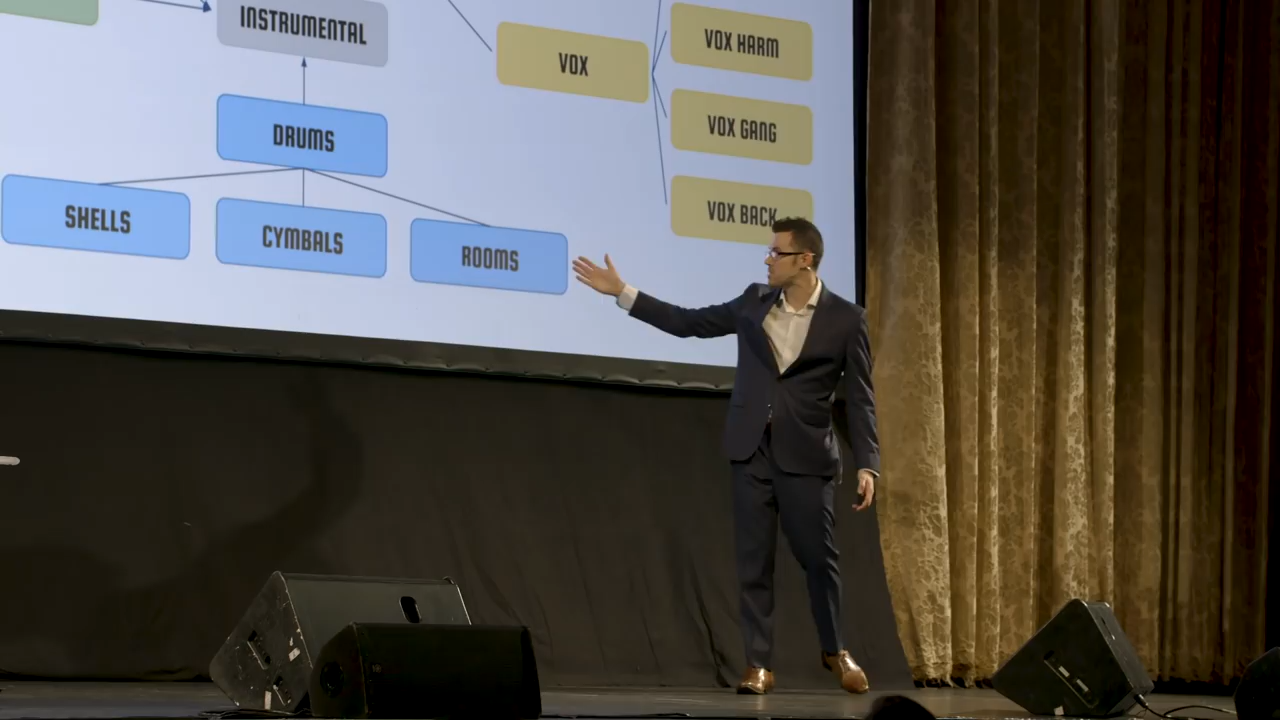 INSTRUMENTAL
VOX
VOX HARM
DRUMS
VOX GANG
SHELLS
CYMBALS
ROOMS
VOX BACK